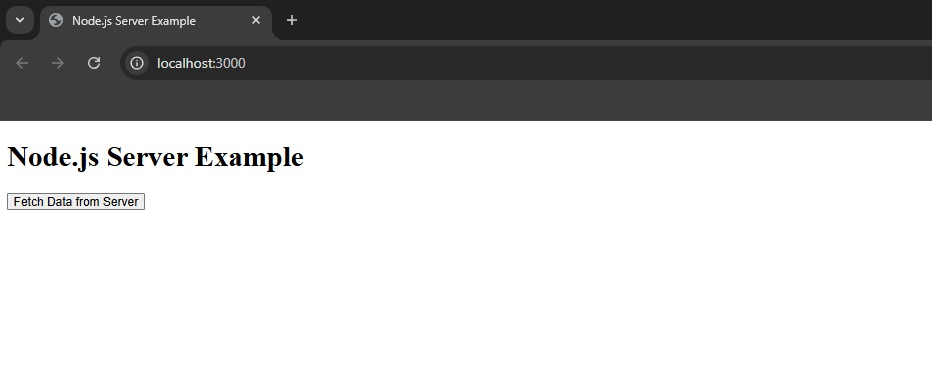 Node.js Server Example
localhost:3000
Node.js Server Example
Fetch Data from Server